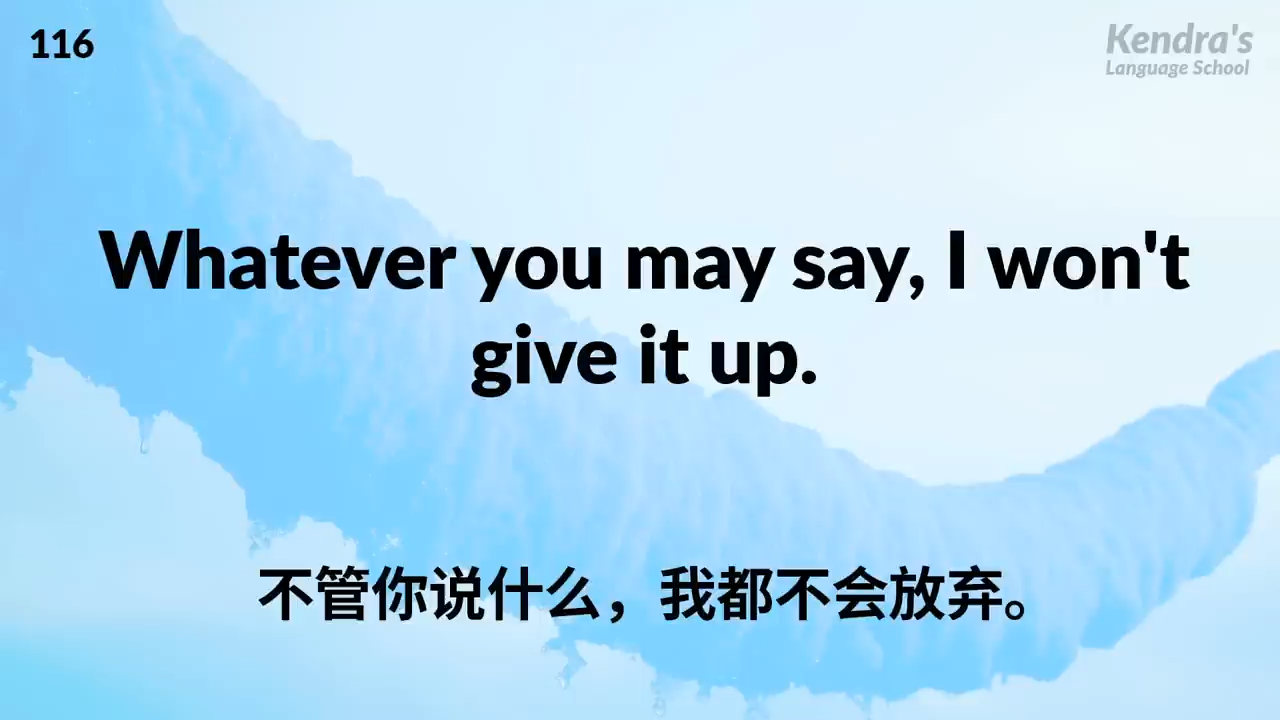 116
Kendra's
Language School
Whatever you may say, I won't
give it up.
不管你说什么，我都不会放弃。